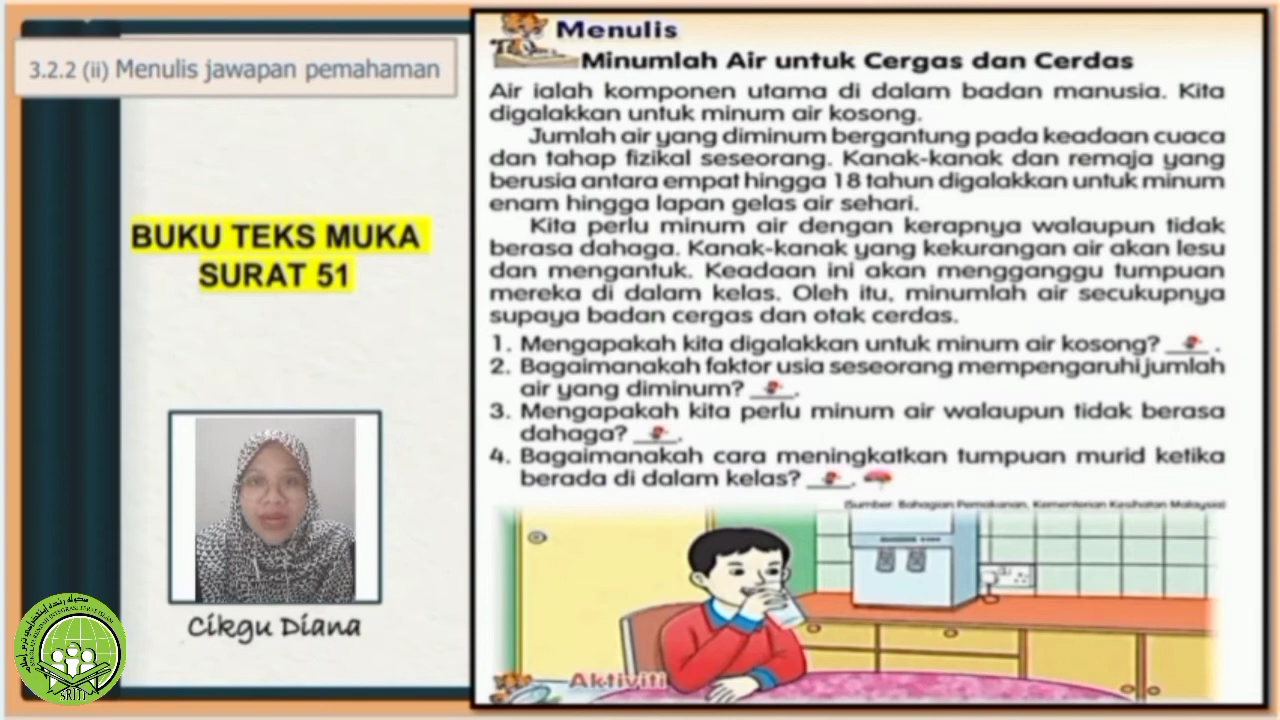 3.2.2 (ii) Menulis jawapan pemahaman
BUKU TEKS MUKA
SURAT 51
Cikgu Diana
SRITI
Menulis
Minumlah Air untuk Cergas dan Cerdas
Air ialah komponen utama di dalam badan manusia. Kita
digalakkan untuk minum air kosong.
Jumlah air yang diminum bergantung pada keadaan cuaca
dan tahap fizikal seseorang. Kanak-kanak dan remaja yang
berusia antara empat hingga 18 tahun digalakkan untuk minum
enam hingga lapan gelas air sehari.
Kita perlu minum air dengan kerapnya walaupun tidak
berasa dahaga. Kanak-kanak yang kekurangan air akan lesu
dan mengantuk. Keadaan ini akan mengganggu tumpuan
mereka di dalam kelas. Oleh itu, minumlah air secukupnya
supaya badan cergas dan otak cerdas.
1. Mengapakah kita digalakkan untuk minum air kosong? ___ .
2. Bagaimanakah faktor usia seseorang mempengaruhi jumlah
air yang diminum? ___.
3. Mengapakah kita perlu minum air walaupun tidak berasa
dahaga? ___.
4. Bagaimanakah cara meningkatkan tumpuan murid ketika
berada di dalam kelas? ___.
(Sumber: Bahagian Pemakanan, Kementerian Kesihatan Malaysia)
Aktiviti